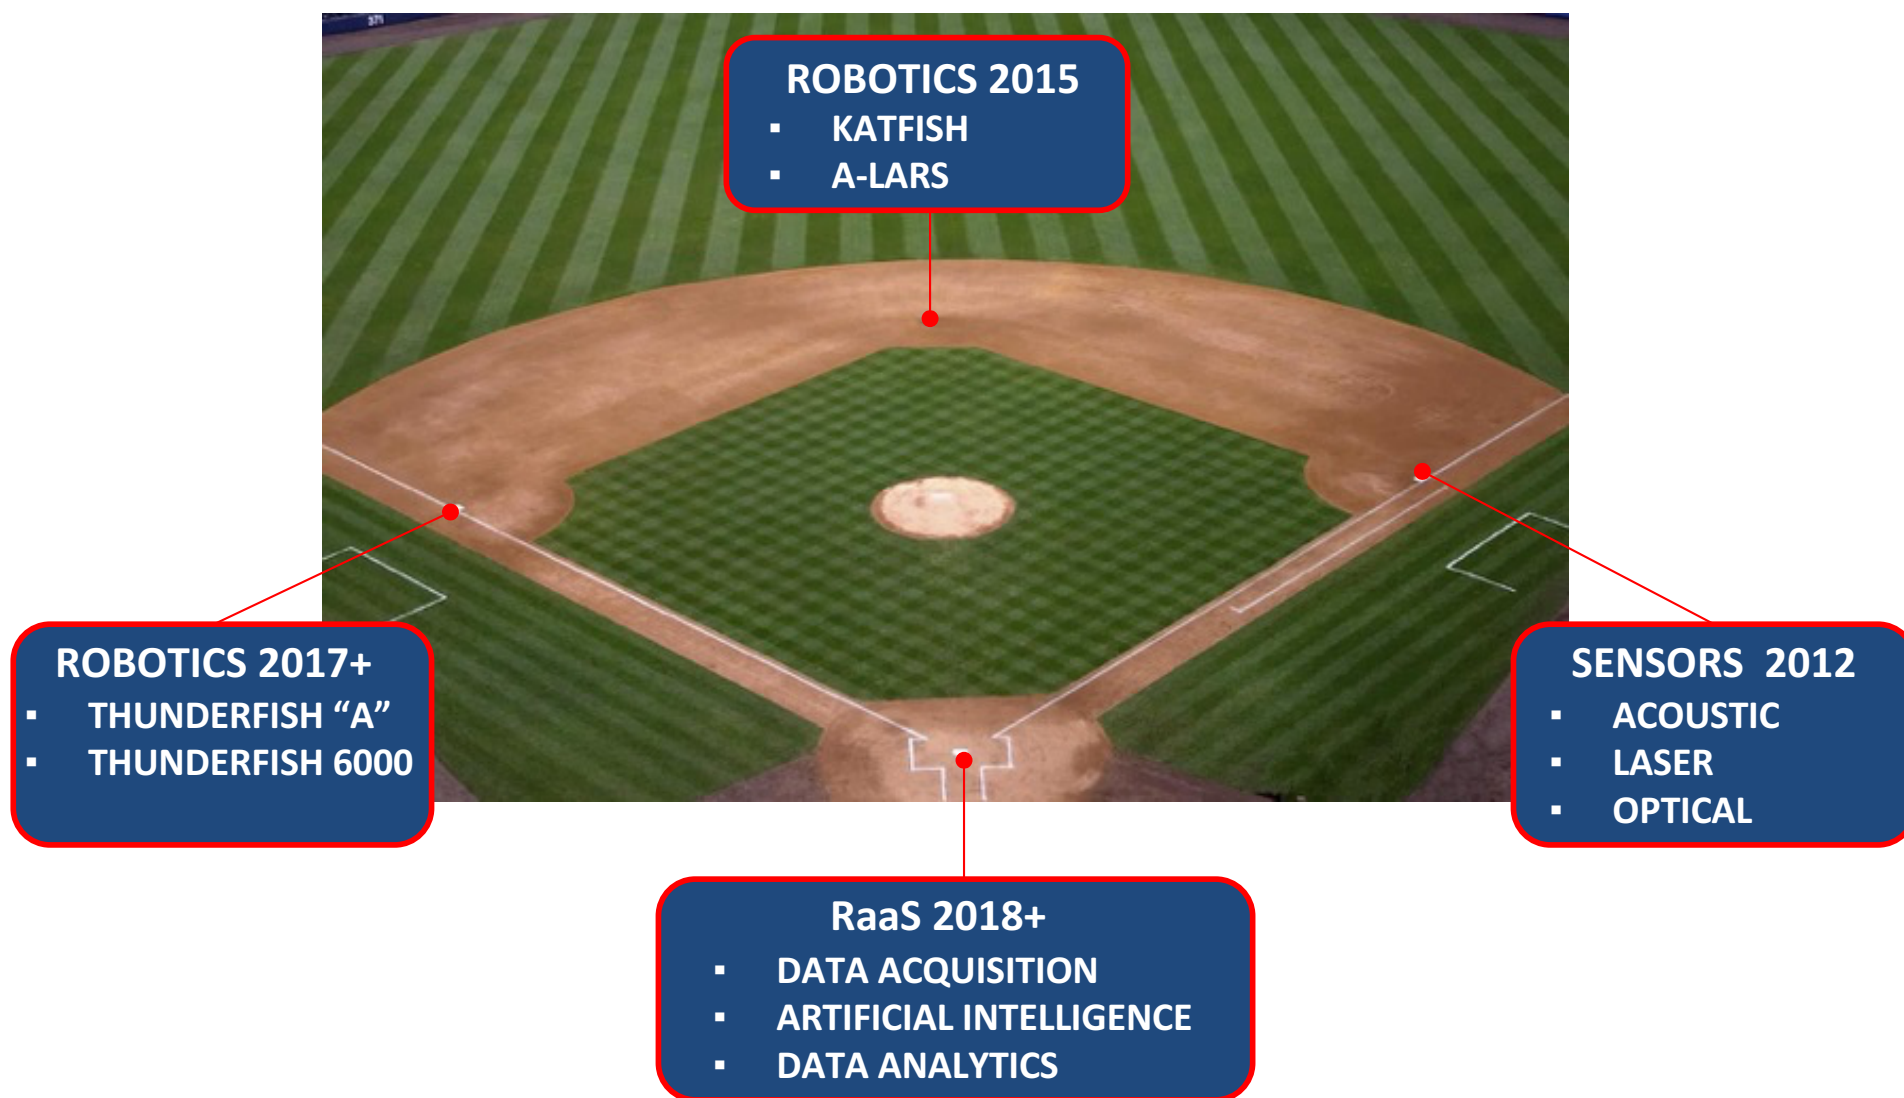 371
ROBOTICS 2015
▪ KATFISH
▪ A-LARS
ROBOTICS 2017+
▪ THUNDERFISH “A”
▪ THUNDERFISH 6000
SENSORS 2012
▪ ACOUSTIC
▪ LASER
▪ OPTICAL
RaaS 2018+
▪ DATA ACQUISITION
▪ ARTIFICIAL INTELLIGENCE
▪ DATA ANALYTICS